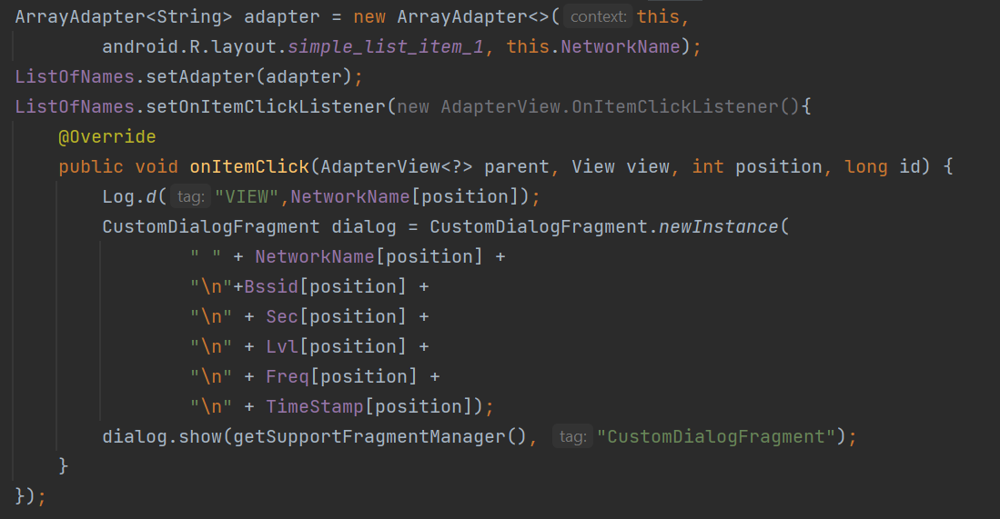 ArrayAdapter<String> adapter = new ArrayAdapter<>( context: this,
        android.R.layout.simple_list_item_1, this.NetworkName);
ListOfNames.setAdapter(adapter);
ListOfNames.setOnItemClickListener(new AdapterView.OnItemClickListener(){
    @Override
    public void onItemClick(AdapterView<?> parent, View view, int position, long id) {
        Log.d( tag: "VIEW",NetworkName[position]);
        CustomDialogFragment dialog = CustomDialogFragment.newInstance(
                " " + NetworkName[position] +
                "\n"+Bssid[position] +
                "\n" + Sec[position] +
                "\n" + Lvl[position] +
                "\n" + Freq[position] +
                "\n" + TimeStamp[position]);
        dialog.show(getSupportFragmentManager(), tag: "CustomDialogFragment");
    }
});